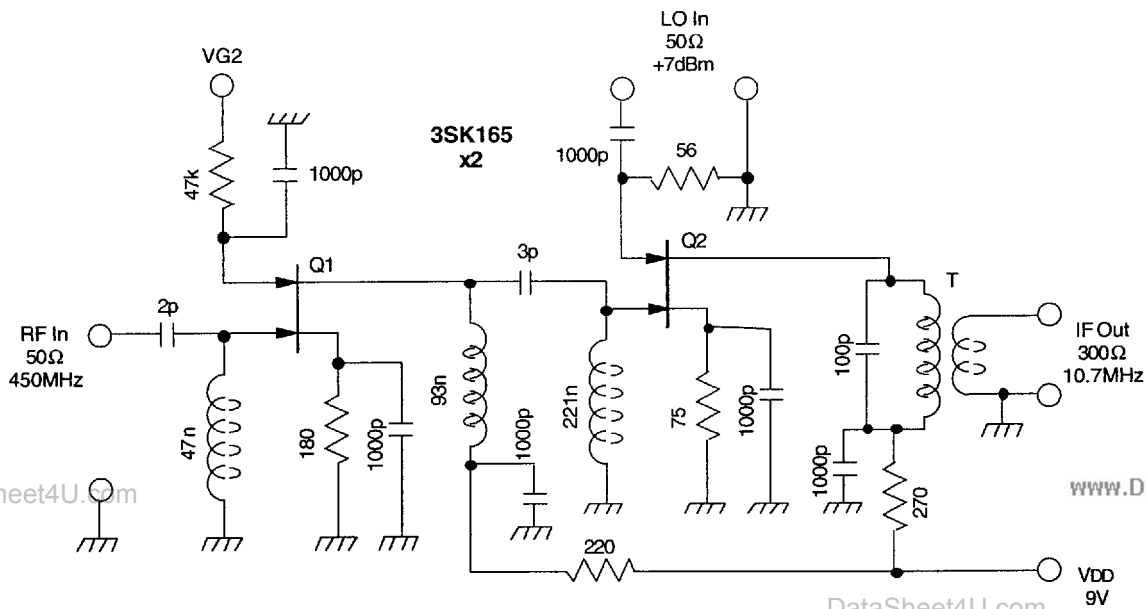 LO In
50Ω
+7dBm
VG2
3SK165
x2
1000p
56
47k
1000p
Q1
3p
Q2
T
2p
RF In
50Ω
450MHz
IF Out
300Ω
10.7MHz
100p
93n
221n
75
1000p
47n
180
1000p
1000p
1000p
270
heet4U.com
www.D
220
VDD
9V
DataSheet4U.com